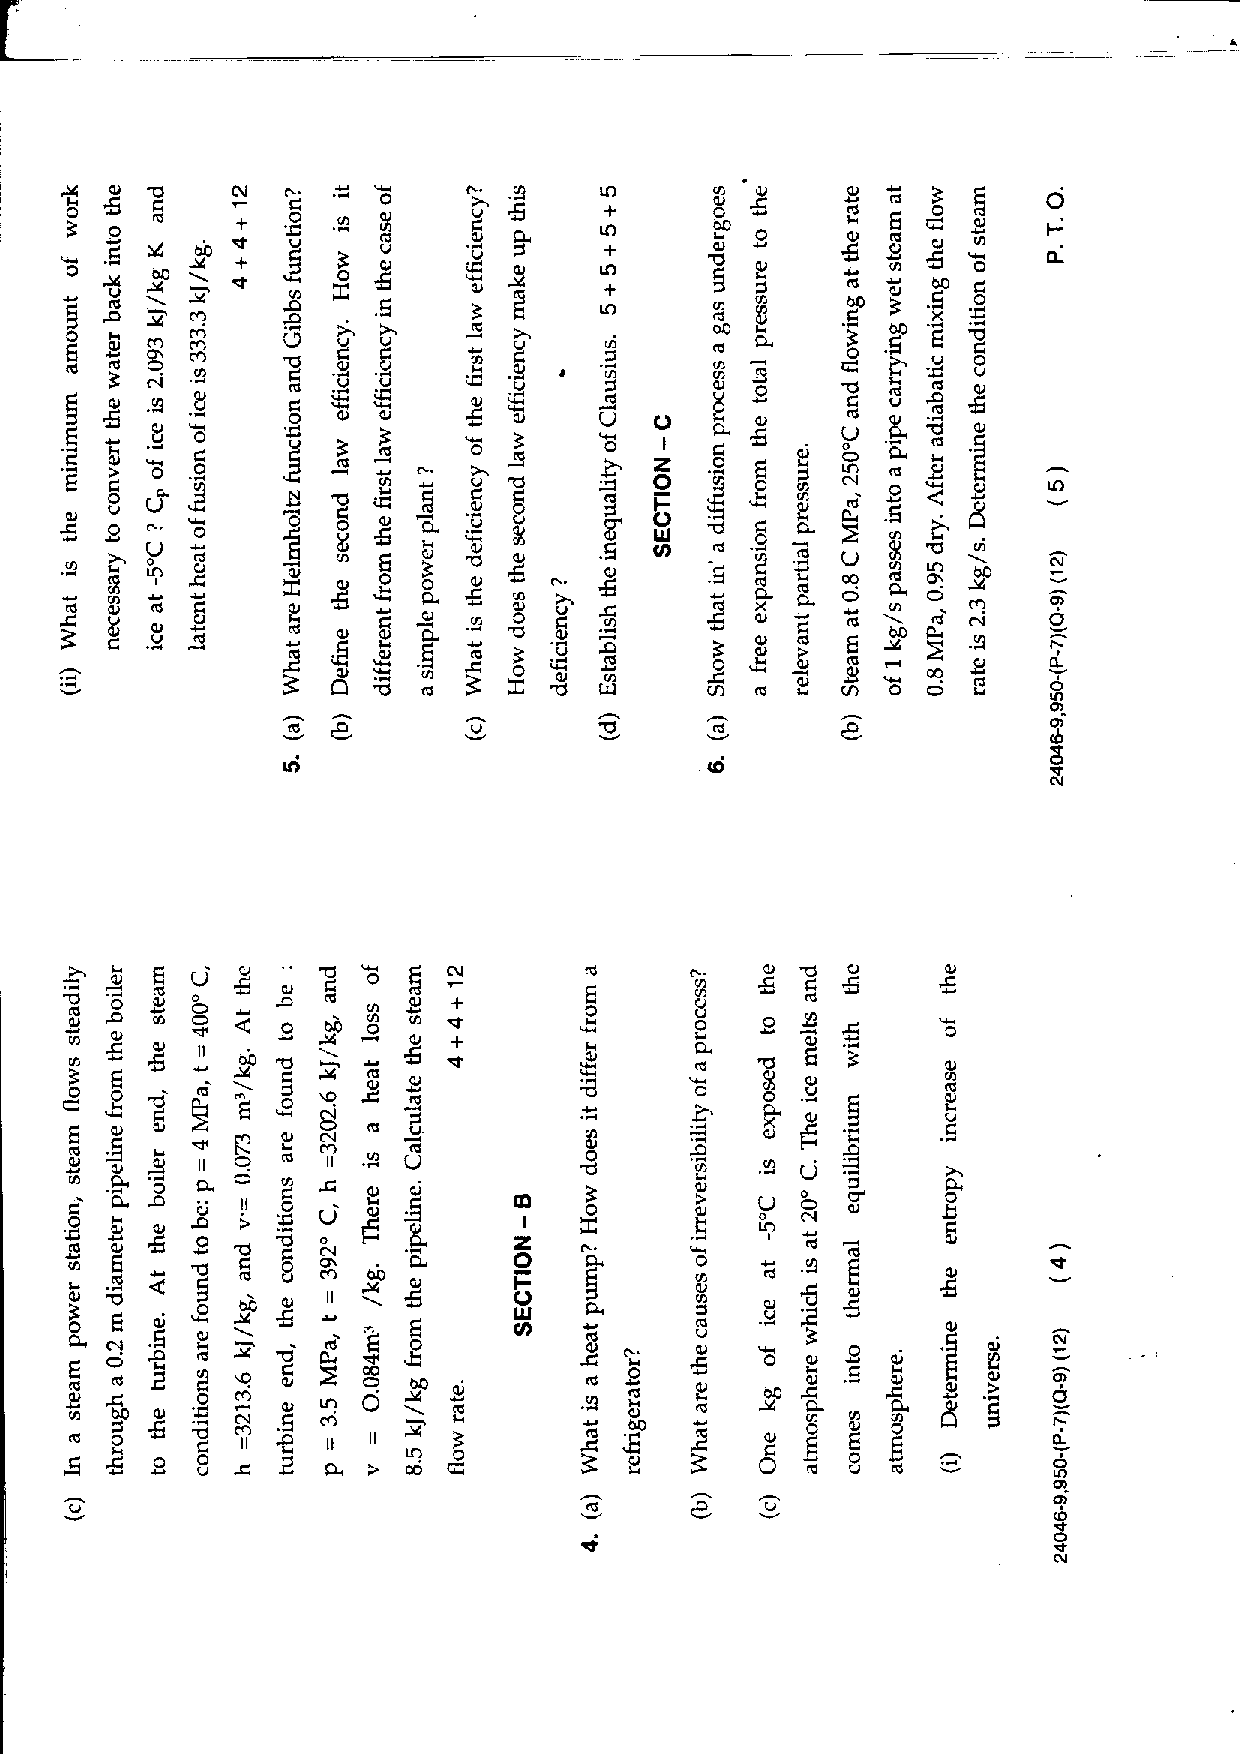 (c) In a steam power station, steam flows steadily
through a 0.2 m diameter pipeline from the boiler
to the turbine. At the boiler end, the steam
conditions are found to be: p = 4 MPa, t = 400° C,
h =3213.6 kJ/kg, and v = 0.073 m³/kg. At the
turbine end, the conditions are found to be :
p = 3.5 MPa, t = 392° C, h =3202.6 kJ/kg, and
v = O.084m³ /kg. There is a heat loss of
8.5 kJ/kg from the pipeline. Calculate the steam
flow rate. 4 + 4 + 12
SECTION – B
4. (a) What is a heat pump? How does it differ from a
refrigerator?
(b) What are the causes of irreversibility of a process?
(c) One kg of ice at -5°C is exposed to the
atmosphere which is at 20° C. The ice melts and
comes into thermal equilibrium with the
atmosphere.
(i) Determine the entropy increase of the
universe.
24046-9,950-(P-7)(Q-9) (12) ( 4 )
(ii) What is the minimum amount of work
necessary to convert the water back into the
ice at -5°C ? Cp of ice is 2.093 kJ/kg K and
latent heat of fusion of ice is 333.3 kJ/kg.
4 + 4 + 12
5. (a) What are Helmholtz function and Gibbs function?
(b) Define the second law efficiency. How is it
different from the first law efficiency in the case of
a simple power plant ?
(c) What is the deficiency of the first law efficiency?
How does the second law efficiency make up this
deficiency ?
(d) Establish the inequality of Clausius. 5 + 5 + 5 + 5
SECTION – C
6. (a) Show that in' a diffusion process a gas undergoes
a free expansion from the total pressure to the
relevant partial pressure.
(b) Steam at 0.8 C MPa, 250°C and flowing at the rate
of 1 kg/s passes into a pipe carrying wet steam at
0.8 MPa, 0.95 dry. After adiabatic mixing the flow
rate is 2.3 kg/s. Determine the condition of steam
24046-9,950-(P-7)(Q-9) (12) ( 5 ) P. T. O.